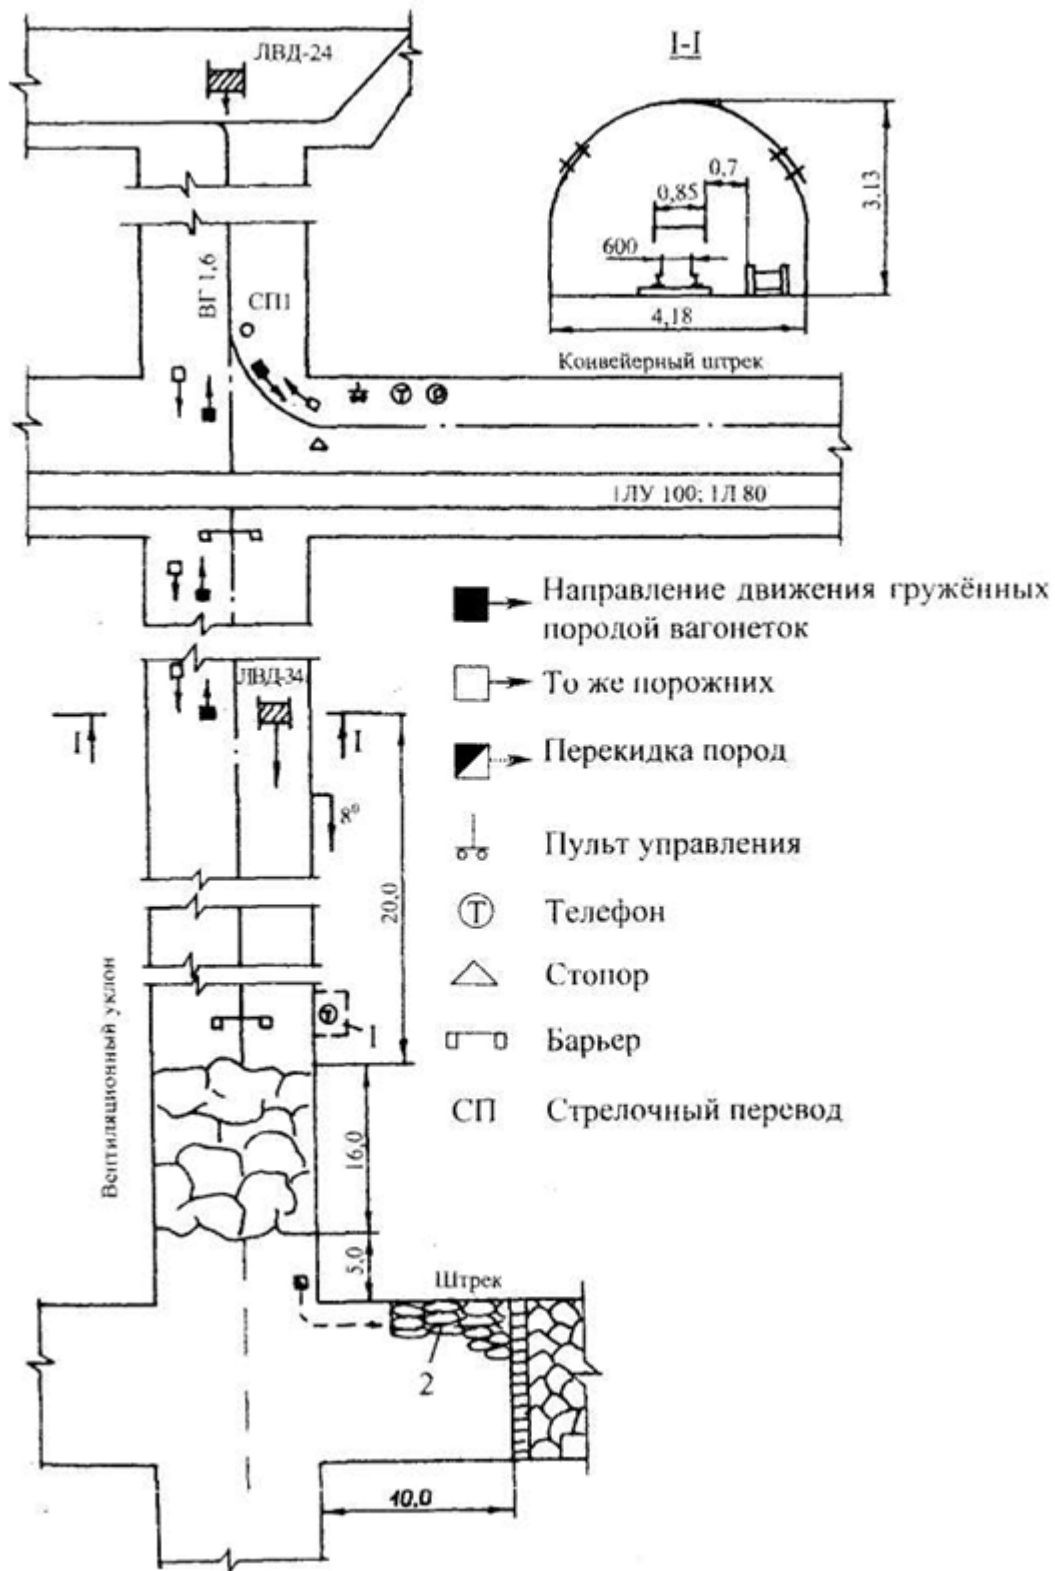 ЛВД-24
I-I
0,7
0,85
3,13
600
4,18
ВГ 1,6
СП1
Конвейерный штрек
Т
1ЛУ 100; 1Л 80
Направление движения гружённых
породой вагонеток
ЛВД-34
То же порожних
I
I
Перекидка пород
8⁰
Пульт управления
20,0
Т
Телефон
Вентиляционный уклон
Стопор
Т
1
Барьер
СП
Стрелочный перевод
16,0
5,0
Штрек
2
10,0